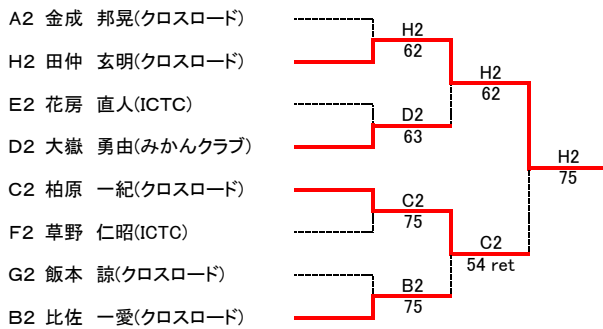 A2 金成 邦晃(クロスロード)
H2 田仲 玄明(クロスロード)
E2 花房 直人(ICTC)
D2 大嶽 勇由(みかんクラブ)
C2 柏原 一紀(クロスロード)
F2 草野 仁昭(ICTC)
G2 飯本 諒(クロスロード)
B2 比佐 一愛(クロスロード)
H2
62
D2
63
C2
75
B2
75
H2
62
C2
54 ret
H2
75